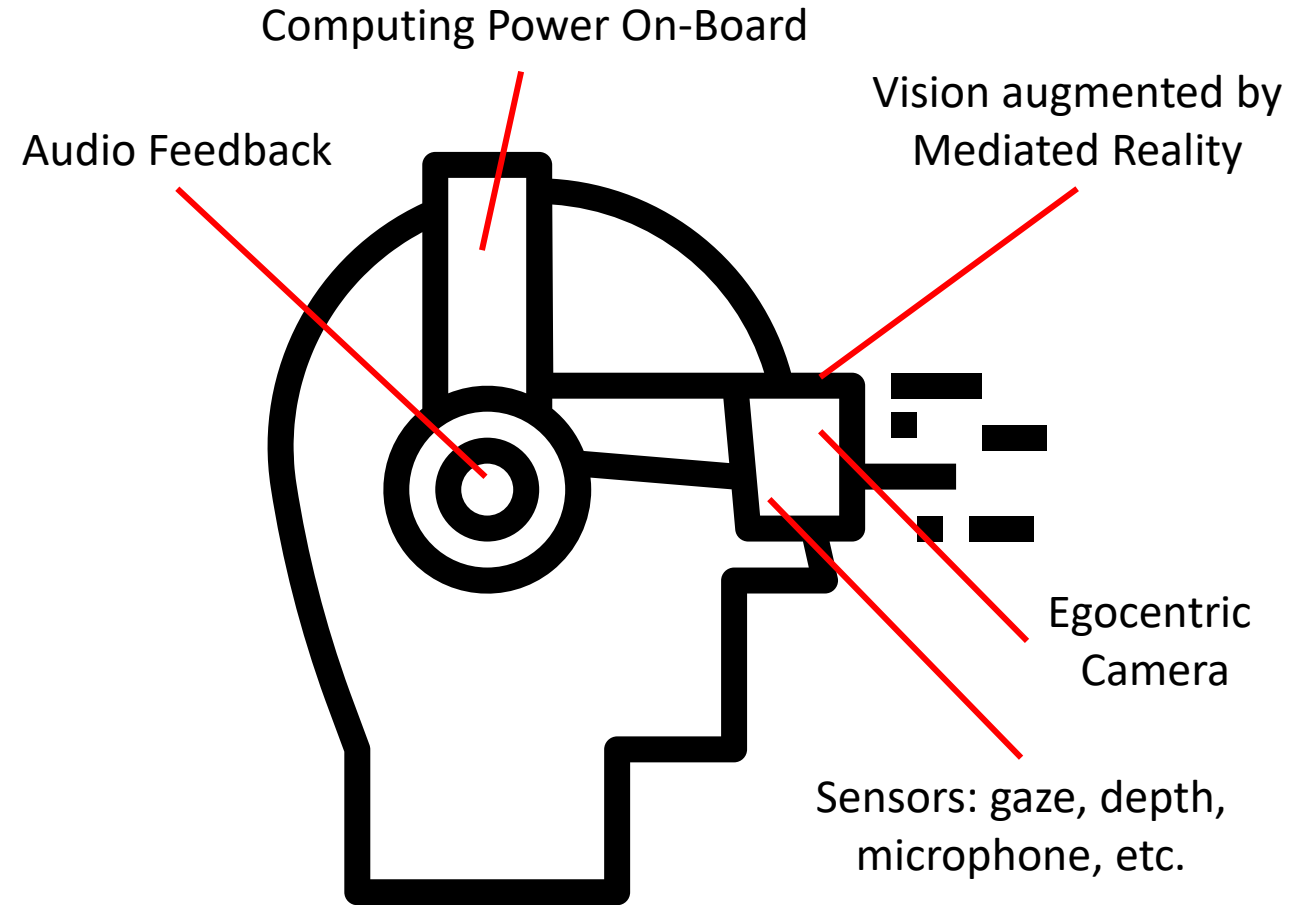 Computing Power On-Board
Audio Feedback
Vision augmented by
Mediated Reality
Egocentric
Camera
Sensors: gaze, depth,
microphone, etc.